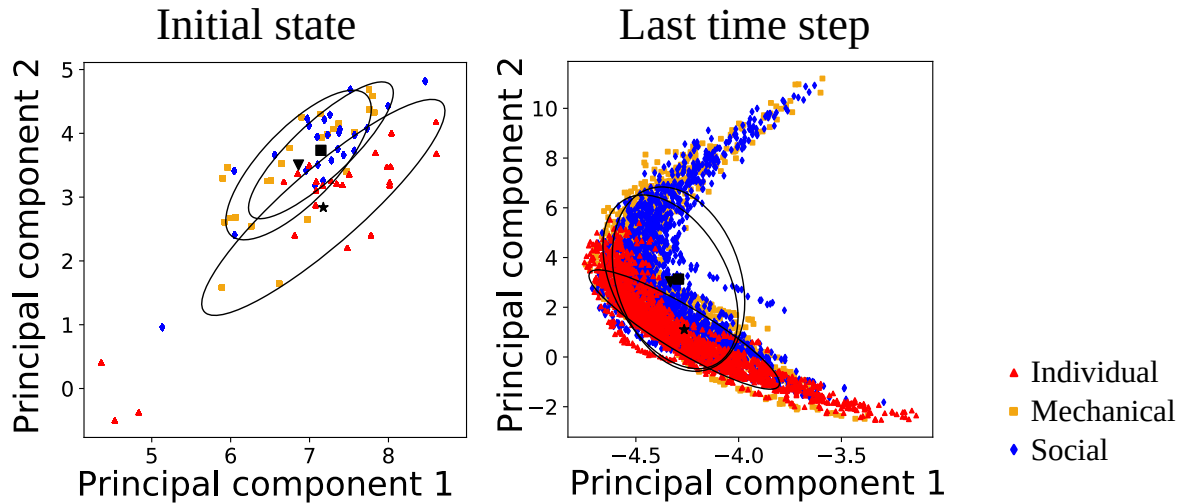 Initial state
Last time step
Principal component 2
5
4
3
2
1
0
5
6
7
8
Principal component 1
Principal component 2
10
8
6
4
2
0
−2
−4.5
−4.0
−3.5
Principal component 1
Individual
Mechanical
Social